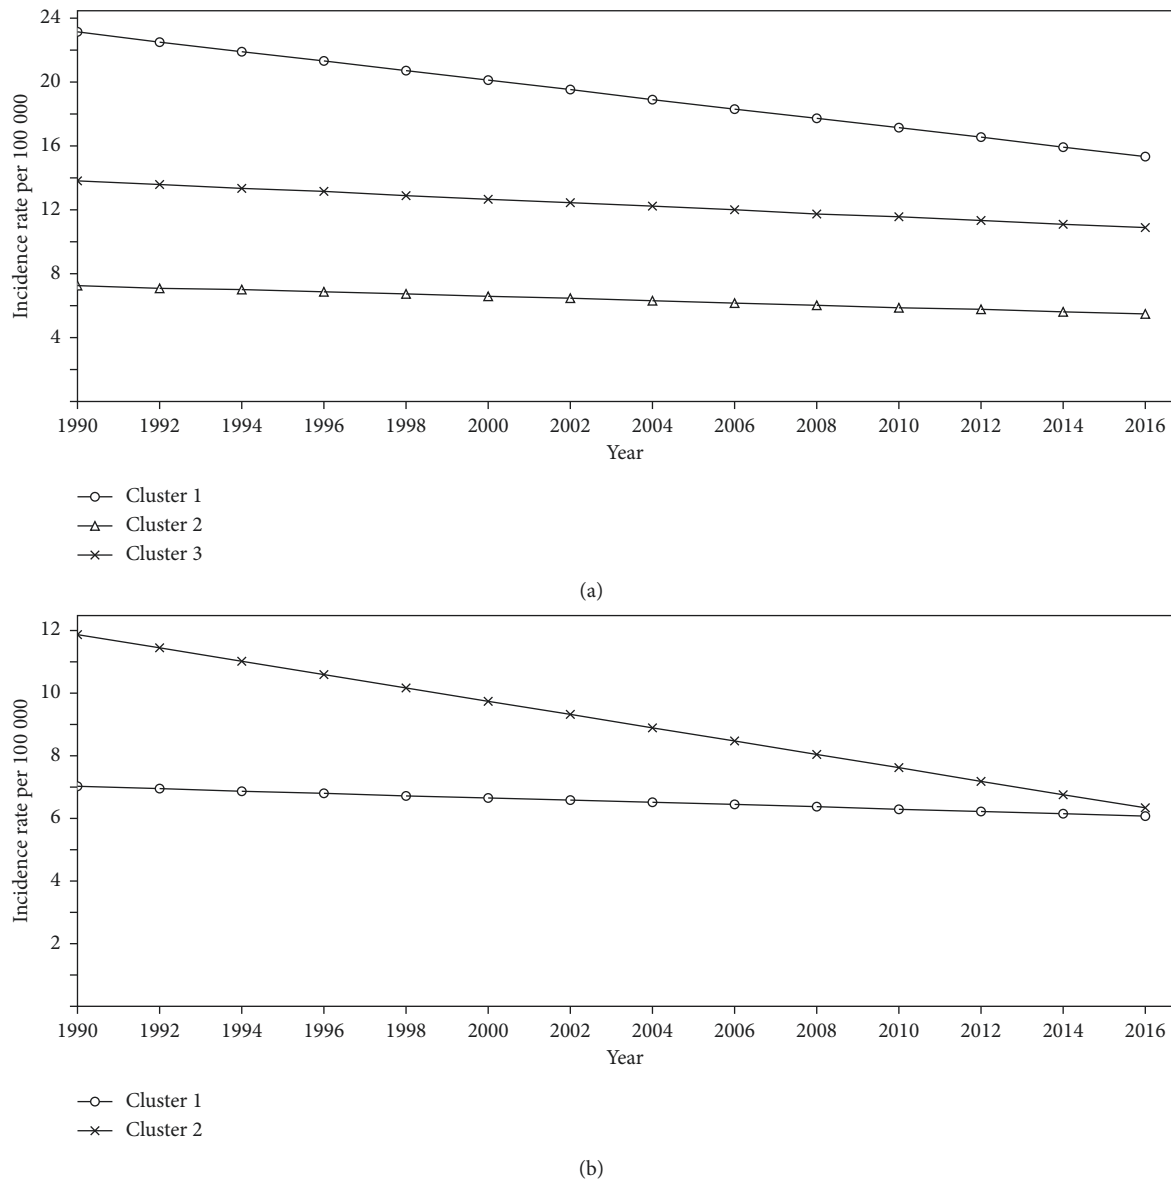 24
20
16
12
8
4
Incidence rate per 100 000
1990 1992 1994 1996 1998 2000 2002 2004 2006 2008 2010 2012 2014 2016
Year
Cluster 1
Cluster 2
Cluster 3
(a)
12
10
8
6
4
2
Incidence rate per 100 000
1990 1992 1994 1996 1998 2000 2002 2004 2006 2008 2010 2012 2014 2016
Year
Cluster 1
Cluster 2
(b)